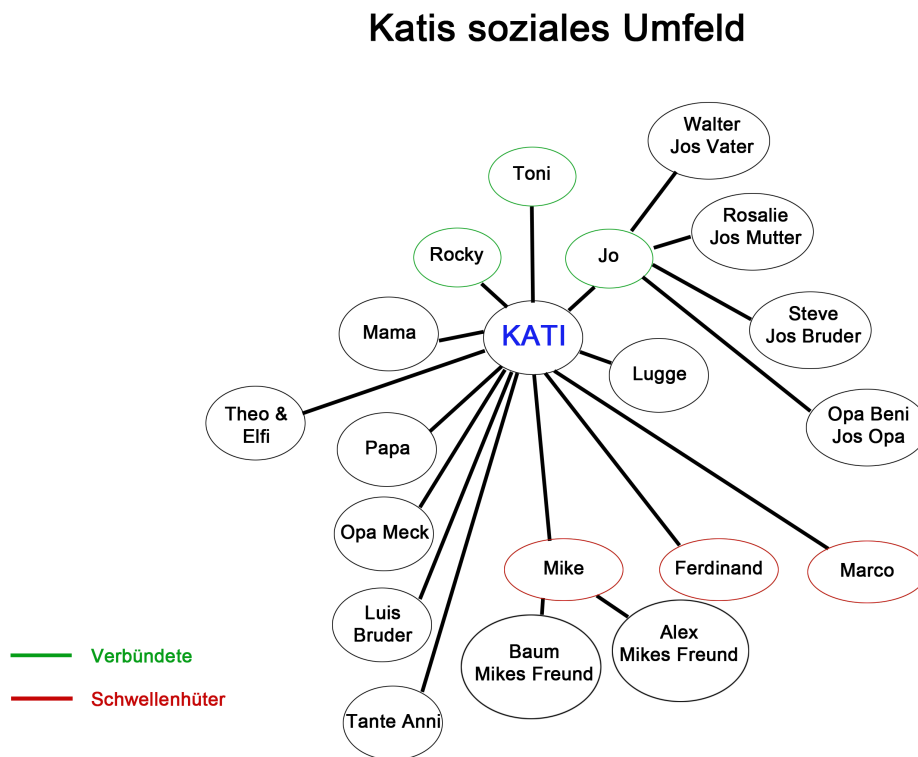 Katis soziales Umfeld
Walter
Jos Vater
Toni
Rosalie
Jos Mutter
Rocky
Jo
Steve
Jos Bruder
Mama
KATI
Lugge
Theo &
Elfi
Opa Beni
Jos Opa
Papa
Opa Meck
Mike
Ferdinand
Marco
Luis
Bruder
Baum
Mikes Freund
Alex
Mikes Freund
Tante Anni
Verbündete
Schwellenhüter